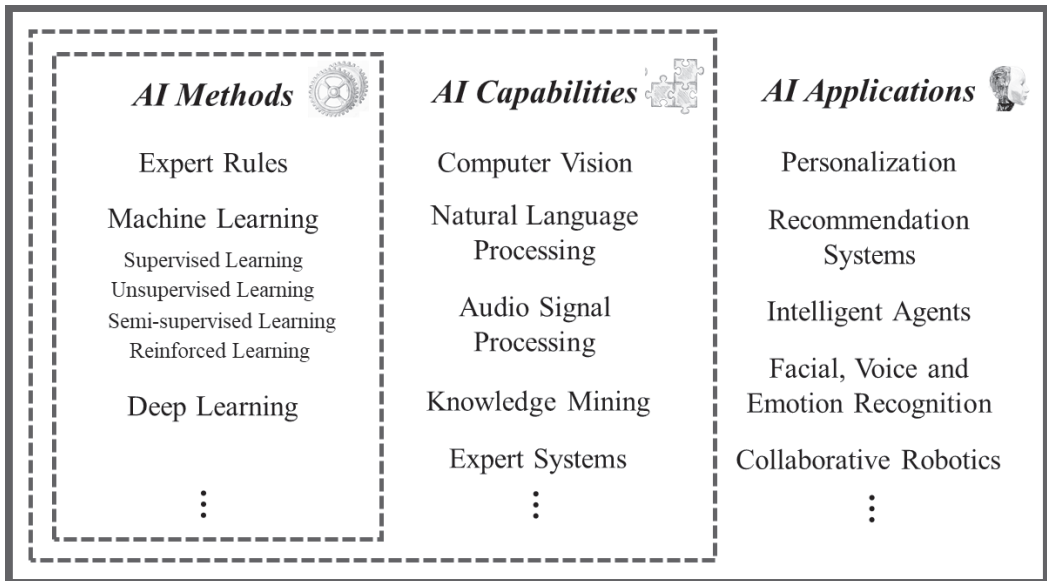 AI Methods
Expert Rules
Machine Learning
Supervised Learning
Unsupervised Learning
Semi-supervised Learning
Reinforced Learning
Deep Learning
⋮
AI Capabilities
Computer Vision
Natural Language
Processing
Audio Signal
Processing
Knowledge Mining
Expert Systems
⋮
AI Applications
Personalization
Recommendation
Systems
Intelligent Agents
Facial, Voice and
Emotion Recognition
Collaborative Robotics
⋮